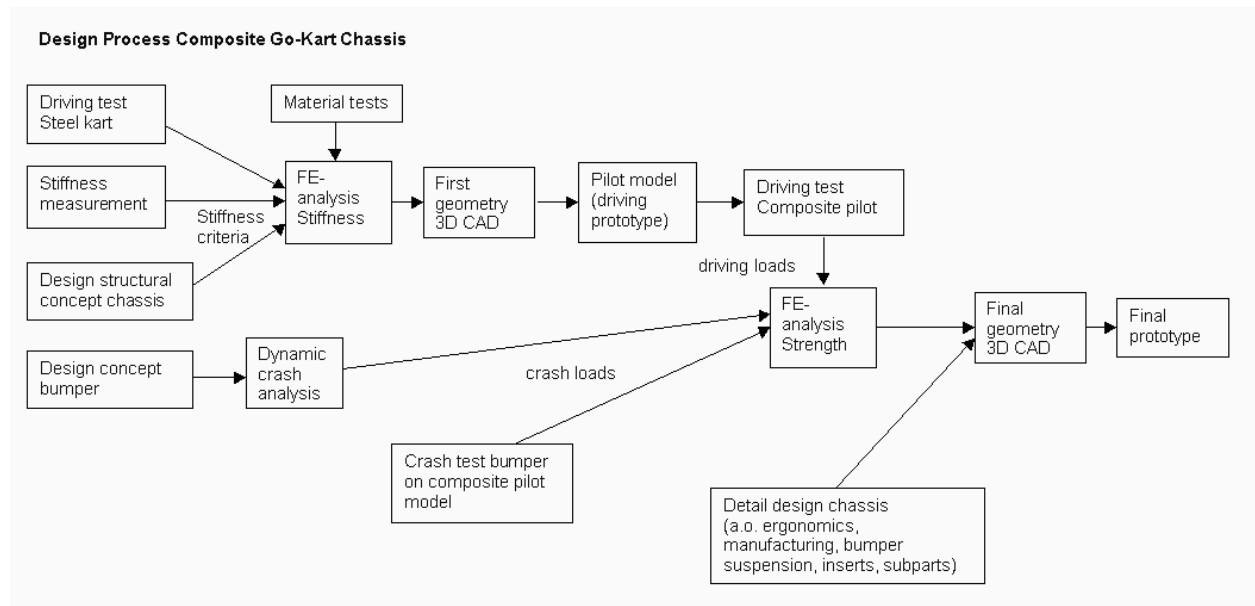 Design Process Composite Go-Kart Chassis
Driving test
Steel kart
Material tests
Stiffness
measurement
FE-
analysis
Stiffness
First
geometry
3D CAD
Pilot model
(driving
prototype)
Driving test
Composite pilot
Stiffness
criteria
Design structural
concept chassis
driving loads
FE-
analysis
Strength
Final
geometry
3D CAD
Final
prototype
Design concept
bumper
Dynamic
crash
analysis
crash loads
Crash test bumper
on composite pilot
model
Detail design chassis
(a.o. ergonomics,
manufacturing, bumper
suspension, inserts, subparts)